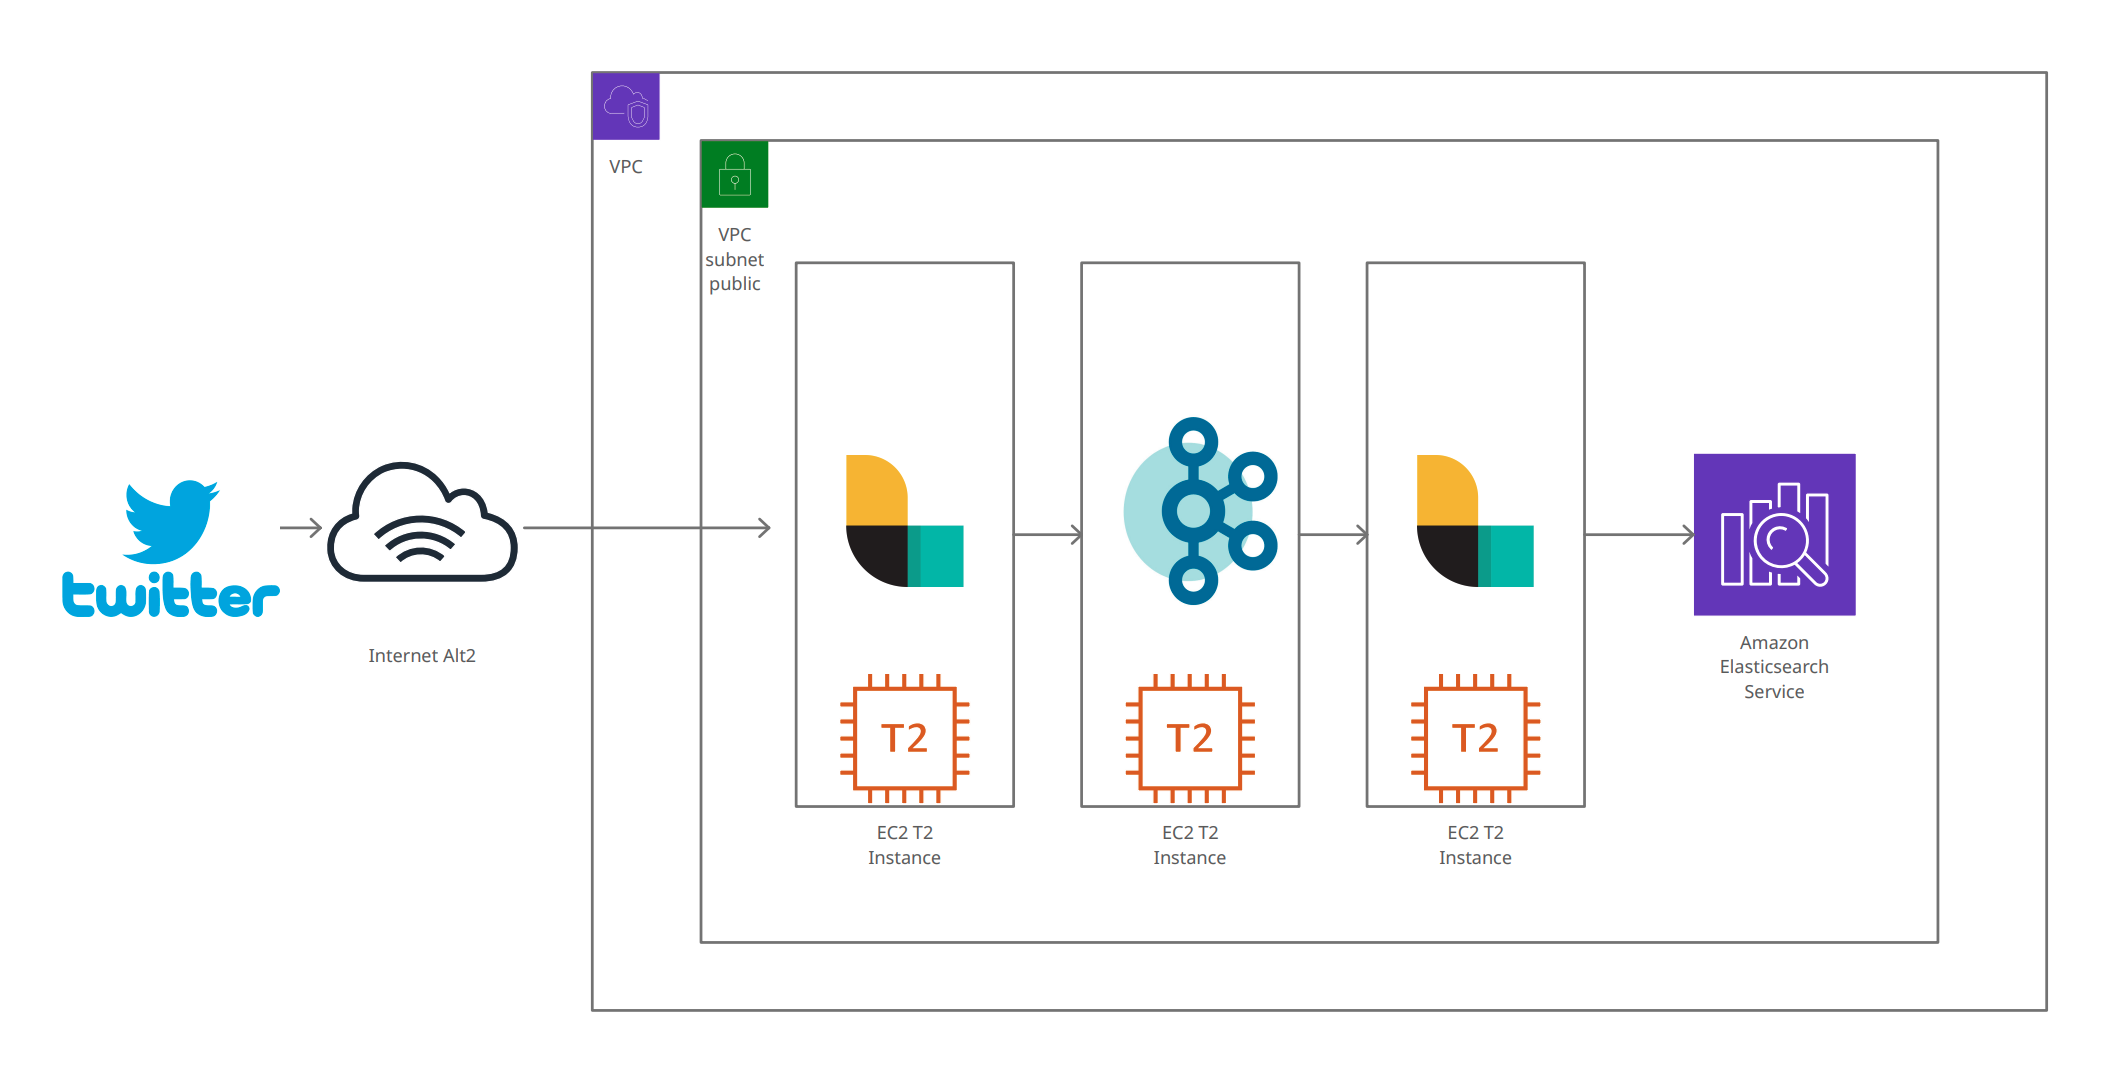 VPC
VPC
subnet
public
twitter
Internet Alt2
T2
T2
T2
EC2 T2
Instance
EC2 T2
Instance
EC2 T2
Instance
Amazon
Elasticsearch
Service